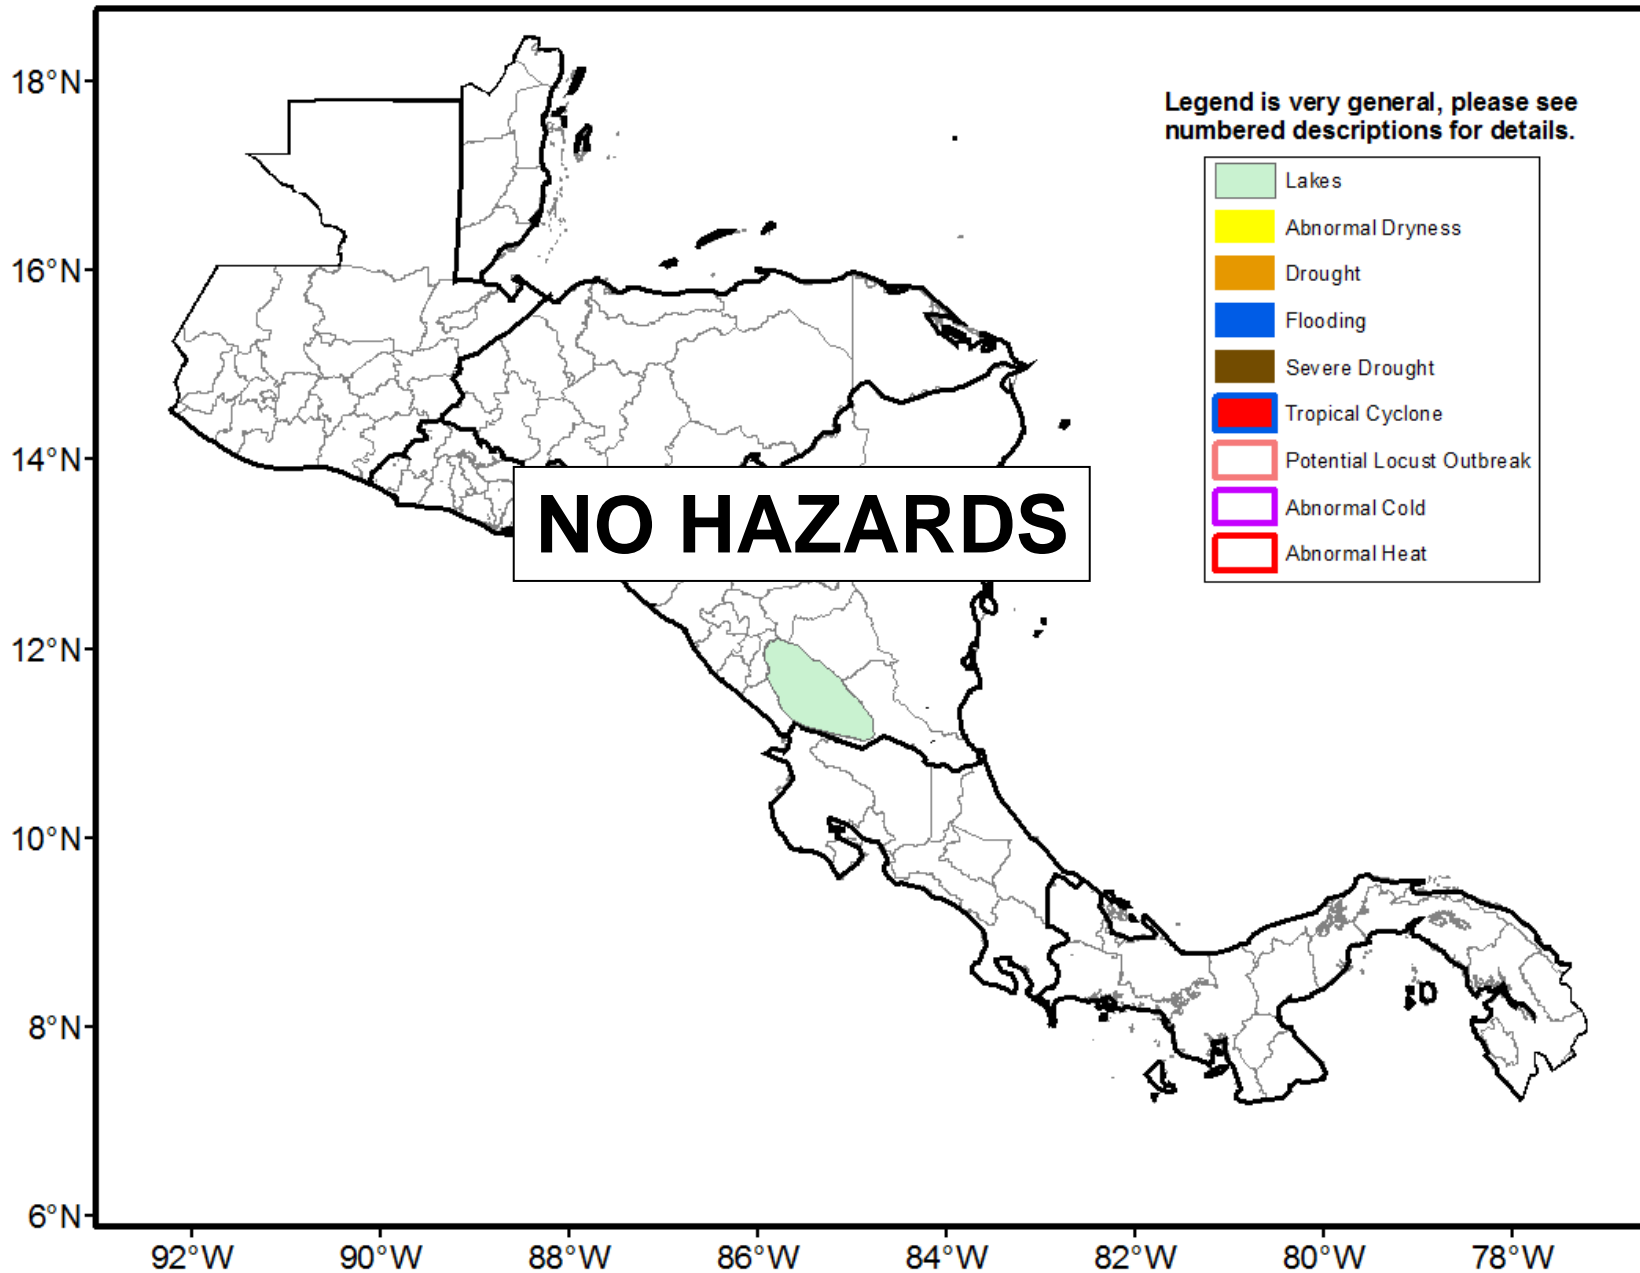 18°N
16°N
14°N
12°N
10°N
8°N
6°N
92°W
90°W
88°W
86°W
84°W
82°W
80°W
78°W
Legend is very general, please see
numbered descriptions for details.
Lakes
Abnormal Dryness
Drought
Flooding
Severe Drought
Tropical Cyclone
Potential Locust Outbreak
Abnormal Cold
Abnormal Heat
NO HAZARDS